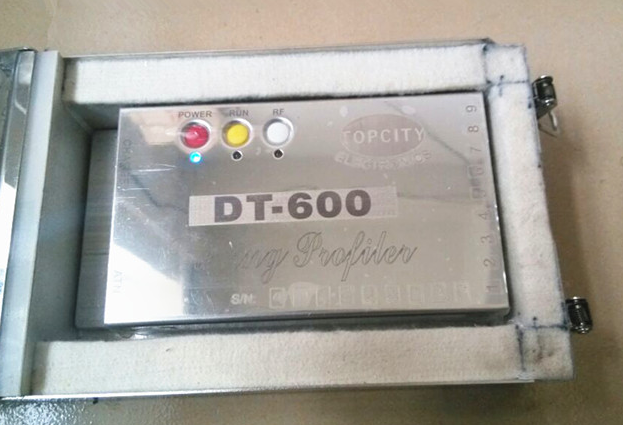 POWER RUN RF
TOPCITY
ELECTRONICS
DT-600
Profiler
S/N:
1 2 3 4 5 6 7 8 9